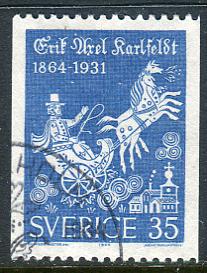 Erik Axel Karlfeldt
1864-1931
SVERIGE 35